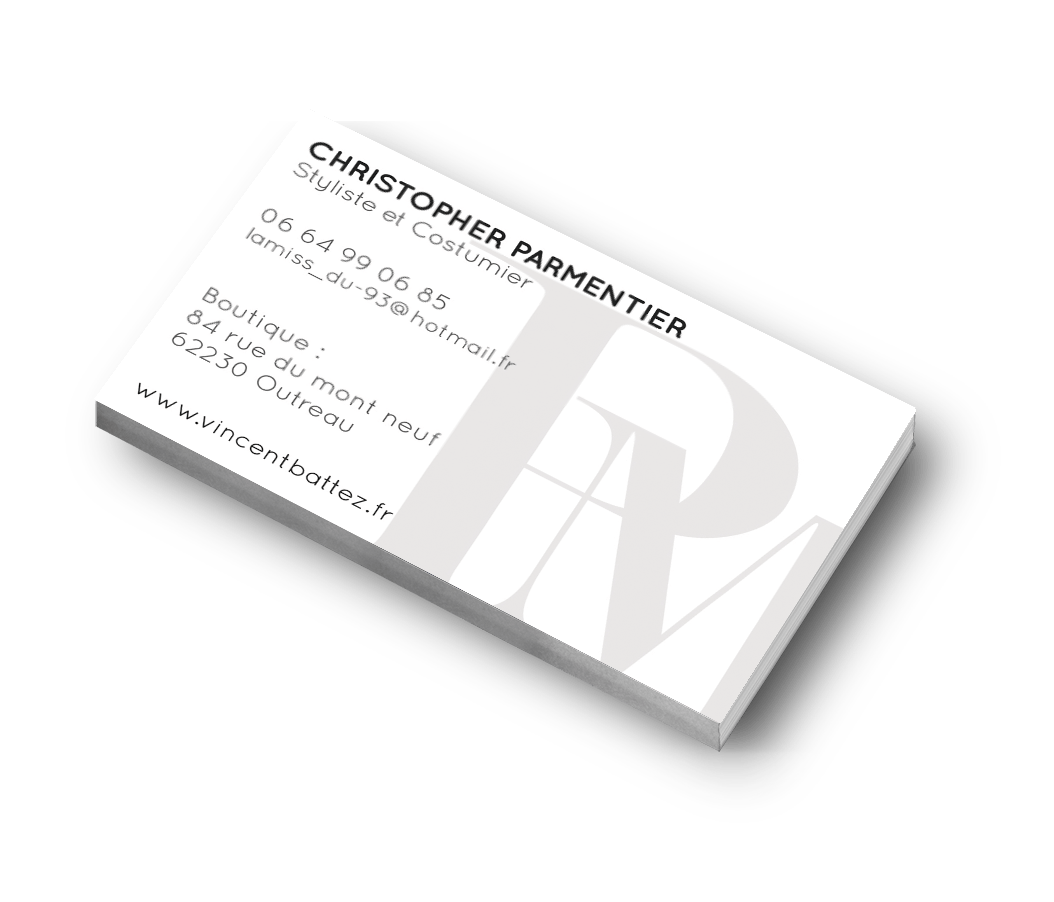 CHRISTOPHER PARMENTIER
Styliste et Costumier
06 64 99 06 85
lamiss_du-93@hotmail.fr
Boutique :
84 rue du mont neuf
62230 Outreau
www.vincentbattez.fr
PM